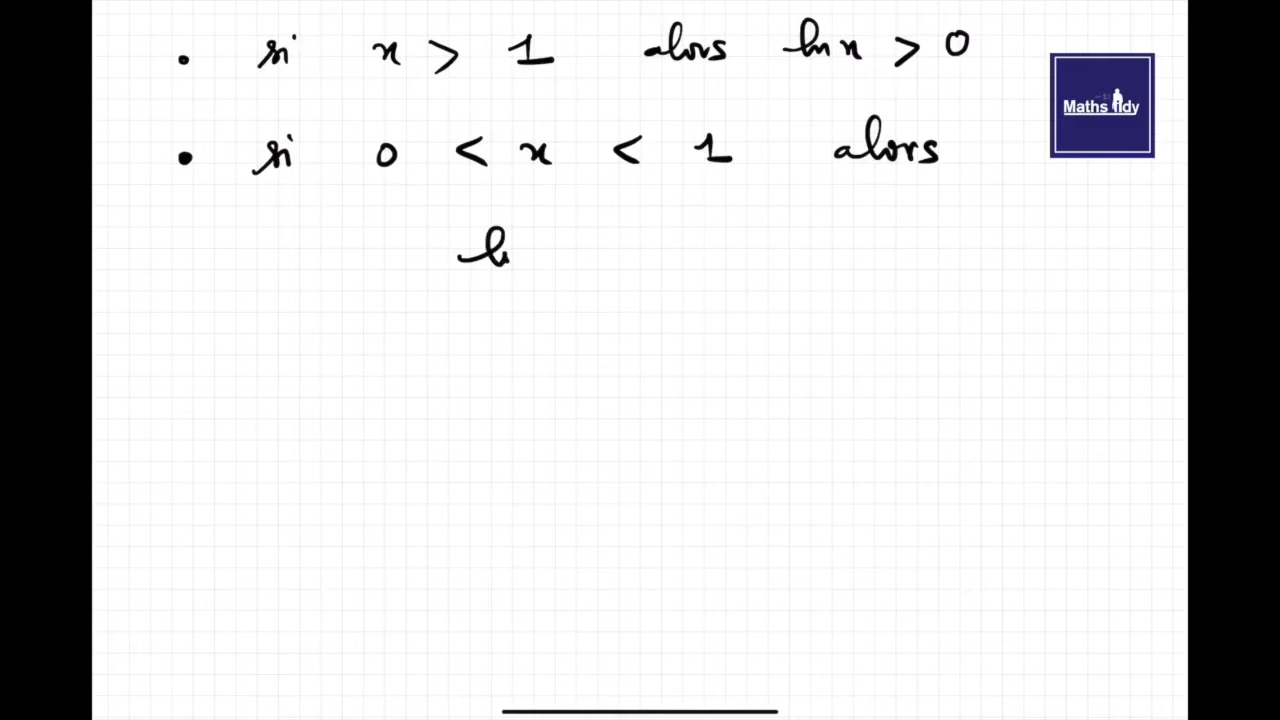 • si x > 1 alors ln x > 0
• si 0 < x < 1 alors
Maths